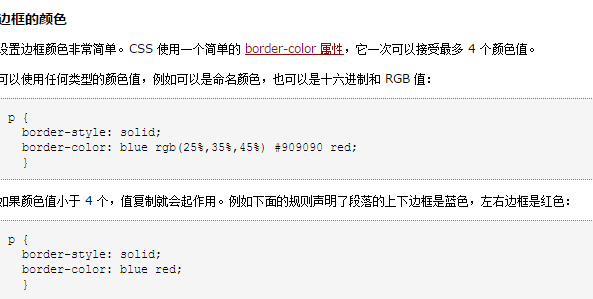 边框的颜色
设置边框颜色非常简单。CSS 使用一个简单的 border-color 属性，它一次可以接受最多 4 个颜色值。
可以使用任何类型的颜色值，例如可以是命名颜色，也可以是十六进制和 RGB 值：
p {
  border-style: solid;
  border-color: blue rgb(25%,35%,45%) #909090 red;
  }
如果颜色值小于 4 个，值复制就会起作用。例如下面的规则声明了段落的上下边框是蓝色，左右边框是红色：
p {
  border-style: solid;
  border-color: blue red;
  }